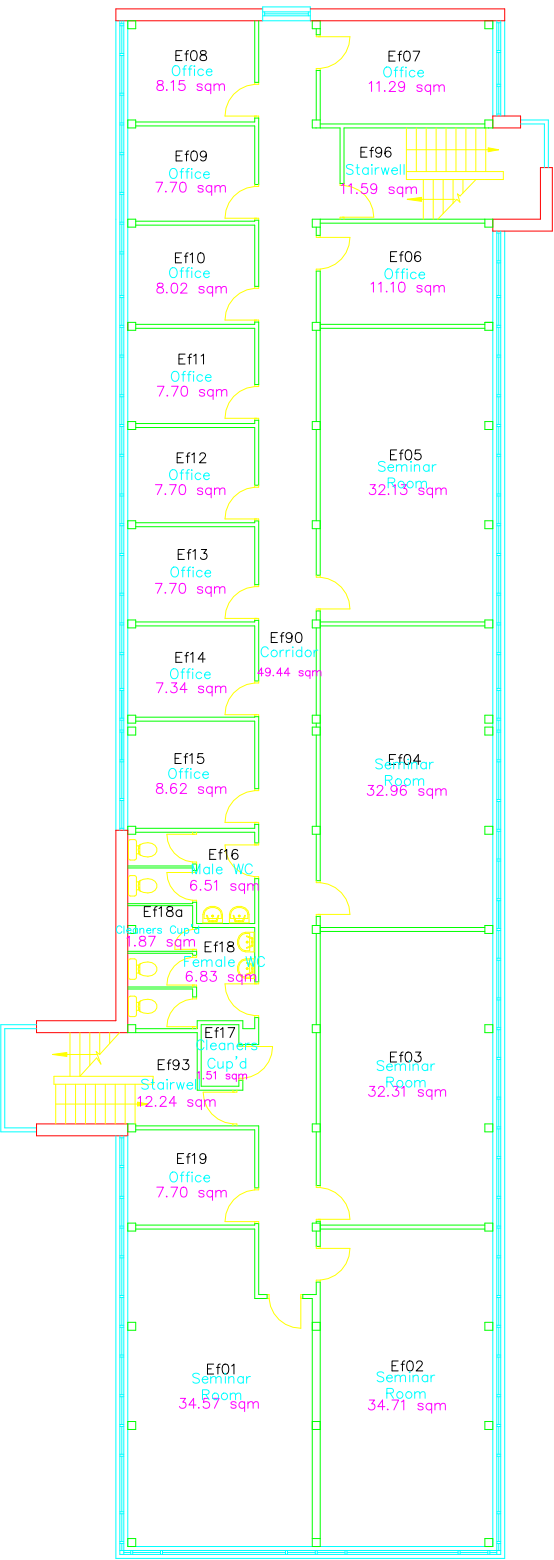 Ef08
Office
8.15 sqm
Ef07
Office
11.29 sqm
Ef09
Office
7.70 sqm
Ef96
Stairwell
11.59 sqm
Ef10
Office
8.02 sqm
Ef06
Office
11.10 sqm
Ef11
Office
7.70 sqm
Ef12
Office
7.70 sqm
Ef05
Seminar
Room
32.13 sqm
Ef13
Office
7.70 sqm
Ef90
Corridor
49.44 sqm
Ef14
Office
7.34 sqm
Ef15
Office
8.62 sqm
Ef04
Seminar
Room
32.96 sqm
Ef16
Male WC
6.51 sqm
Ef18a
Cleaners Cup'd
1.87 sqm
Ef18
Female WC
6.83 sqm
Ef17
Cleaners
Cup'd
1.51 sqm
Ef93
Stairwell
12.24 sqm
Ef03
Seminar
Room
32.31 sqm
Ef19
Office
7.70 sqm
Ef01
Seminar
Room
34.57 sqm
Ef02
Seminar
Room
34.71 sqm